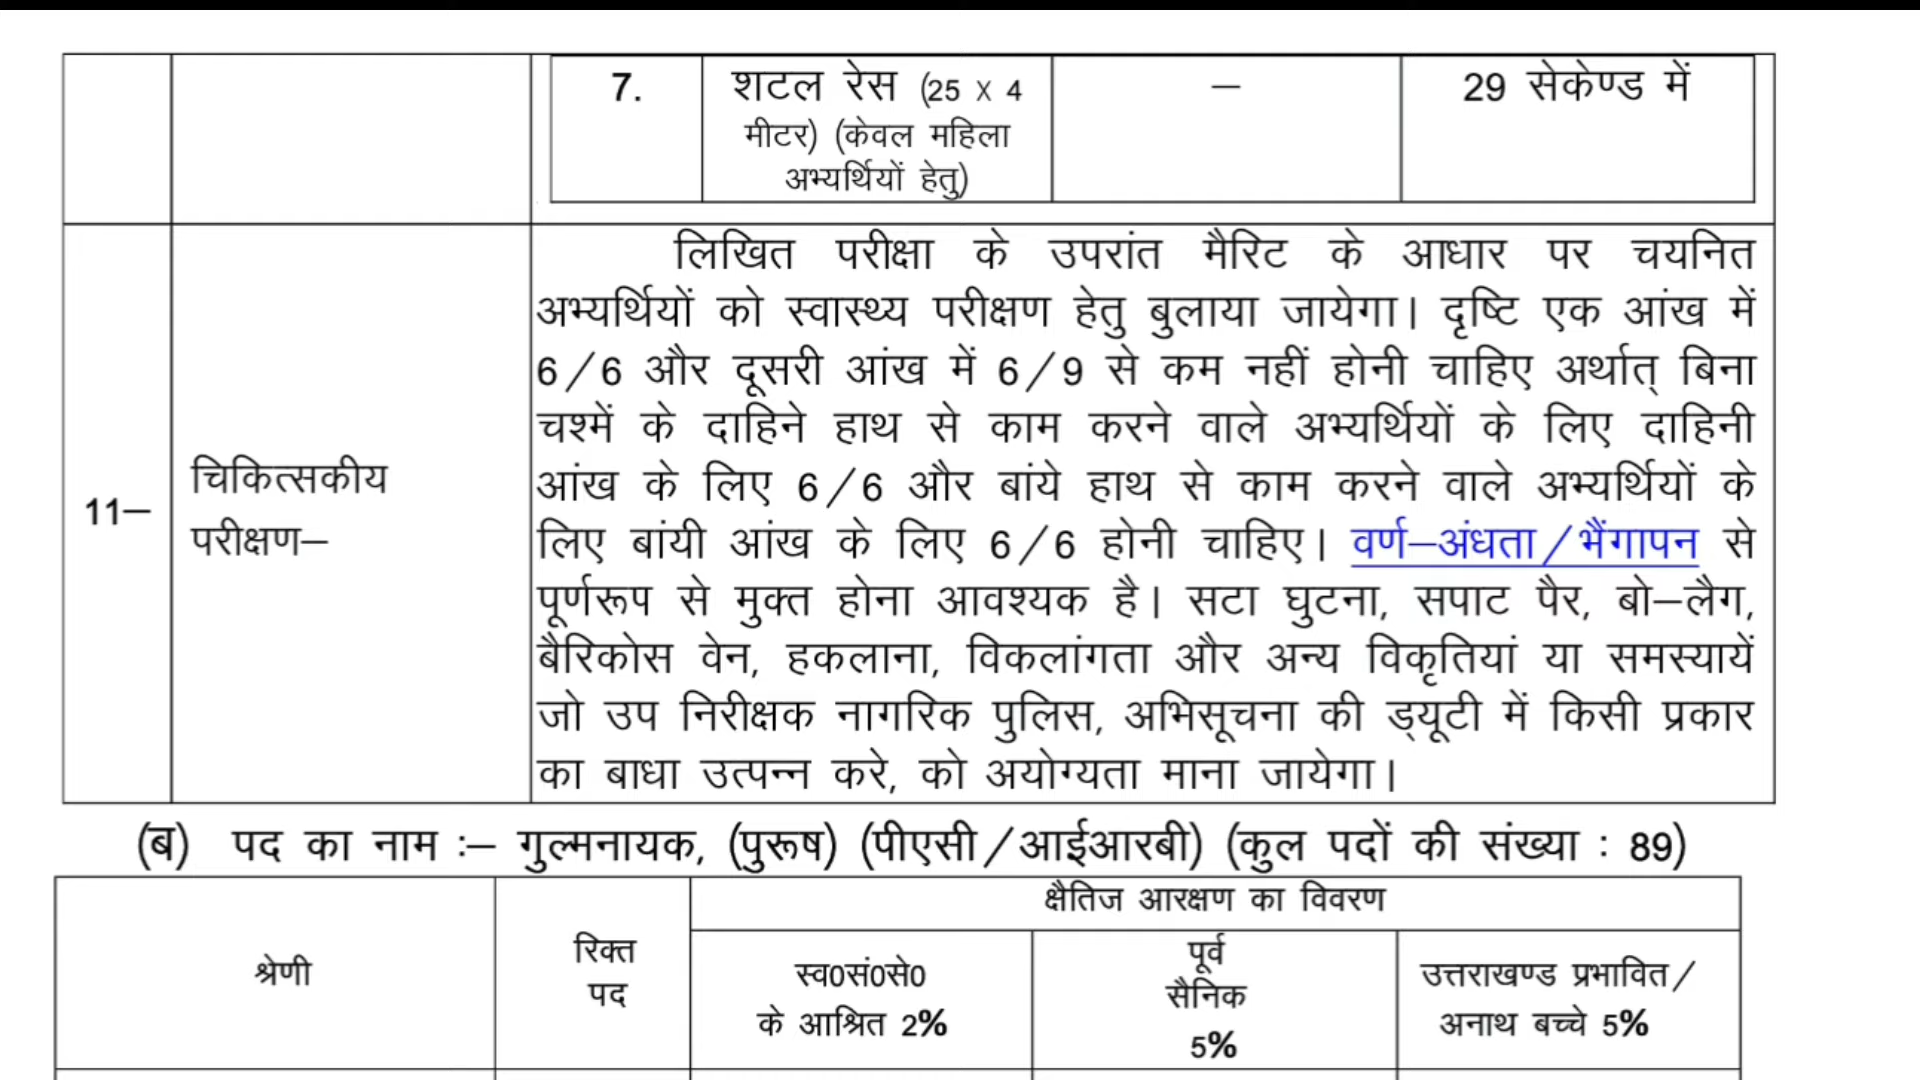 7. शटल रेस (25 X 4 – 29 सेकेण्ड में
मीटर) (केवल महिला
अभ्यर्थियों हेतु)
लिखित परीक्षा के उपरांत मैरिट के आधार पर चयनित
अभ्यर्थियों को स्वास्थ्य परीक्षण हेतु बुलाया जायेगा। दृष्टि एक आंख में
6/6 और दूसरी आंख में 6/9 से कम नहीं होनी चाहिए अर्थात् बिना
चश्में के दाहिने हाथ से काम करने वाले अभ्यर्थियों के लिए दाहिनी
11– चिकित्सकीय
परीक्षण–
आंख के लिए 6/6 और बांये हाथ से काम करने वाले अभ्यर्थियों के
लिए बांयी आंख के लिए 6/6 होनी चाहिए। वर्ण–अंधता/भैंगापन से
पूर्णरूप से मुक्त होना आवश्यक है। सटा घुटना, सपाट पैर, बो–लैग,
बैरिकोस वेन, हकलाना, विकलांगता और अन्य विकृतियां या समस्यायें
जो उप निरीक्षक नागरिक पुलिस, अभिसूचना की ड्यूटी में किसी प्रकार
का बाधा उत्पन्न करे, को अयोग्यता माना जायेगा।
(ब) पद का नाम :– गुल्मनायक, (पुरूष) (पीएसी/आईआरबी) (कुल पदों की संख्या : 89)
श्रेणी
रिक्त
पद
क्षैतिज आरक्षण का विवरण
स्व0सं0से0
के आश्रित 2%
पूर्व
सैनिक
5%
उत्तराखण्ड प्रभावित/
अनाथ बच्चे 5%